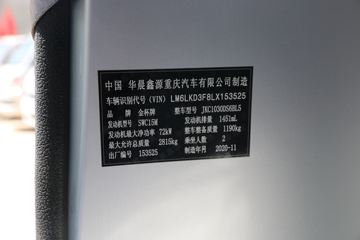 中国 华晨鑫源重庆汽车有限公司制造
车辆识别代号(VIN) LM6LKD3F8LX153525
品牌 金杯牌 整车型号 JKC1030D6BL5
发动机型号 SWC15M 发动机排量 1451mL
发动机最大净功率 72kW 整车整备质量 1190kg
最大允许总质量 2815kg 乘坐人数 2
出厂编号 153525 制造年月 2020-11